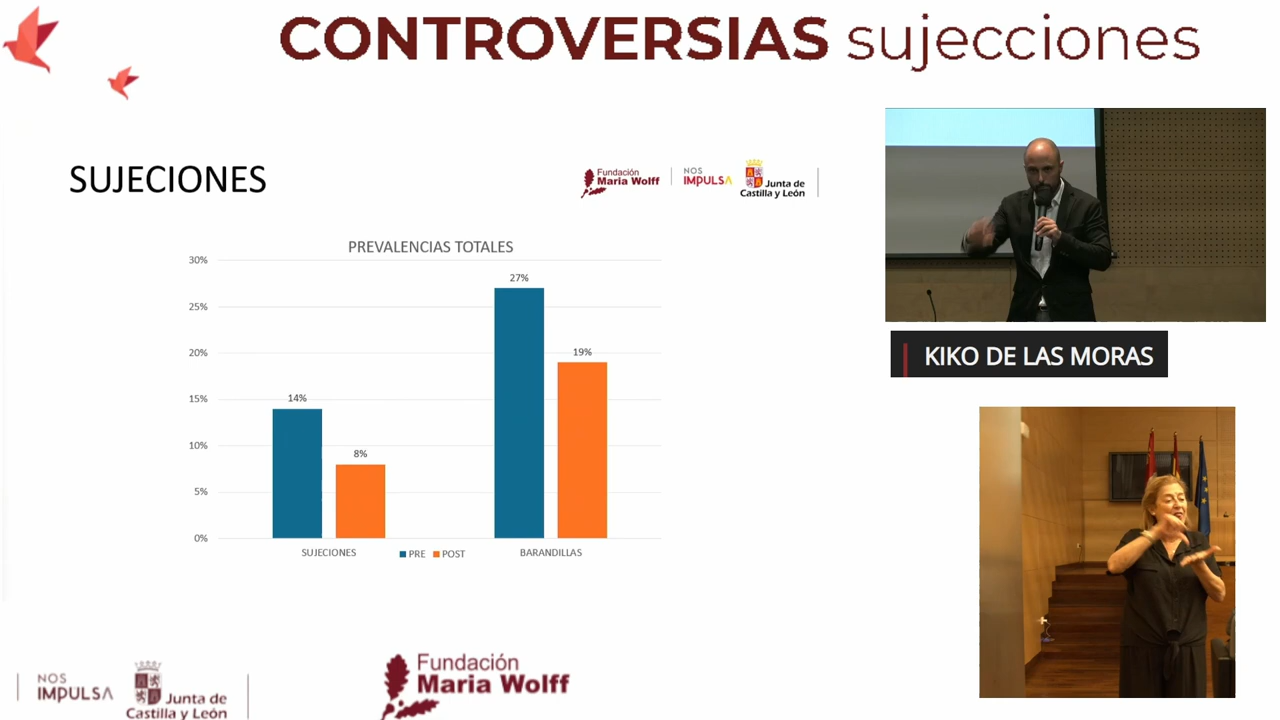 CONTROVERSIAS sujecciones
SUJECIONES
Fundación
Maria Wolff
NOS
IMPULSA
Junta de
Castilla y León
PREVALENCIAS TOTALES
30%
25%
20%
15%
10%
5%
0%
14%
8%
27%
19%
SUJECIONES
PRE
POST
BARANDILLAS
KIKO DE LAS MORAS
NOS
IMPULSA
Junta de
Castilla y León
Fundación
Maria Wolff